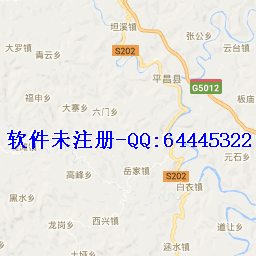 坦溪镇
张公乡
大罗镇
S202
云台镇
青云乡
平昌县
G5012
福申乡
板庙镇
大寨乡
六门乡
软件未注册-QQ:64445322
元石乡
岳家镇
高峰乡
S202
白衣镇
黑水乡
西兴镇
龙岗乡
道让乡
涵水镇